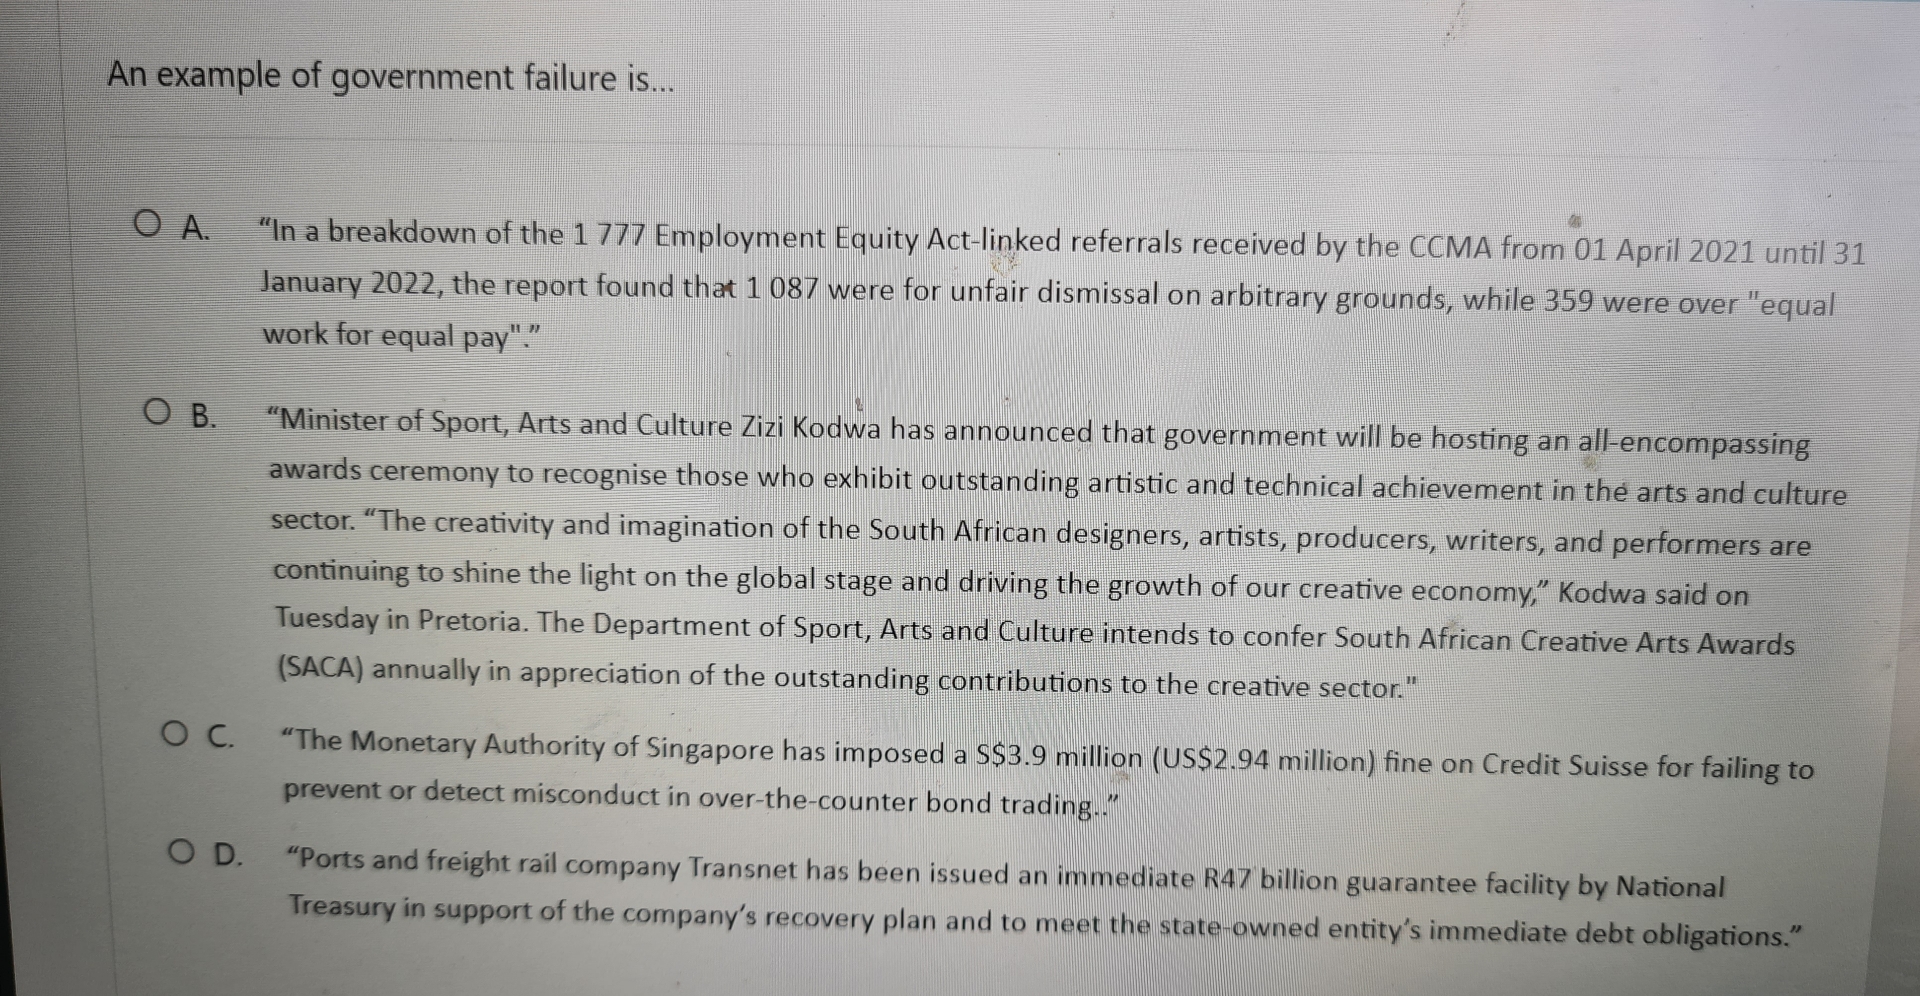 An example of government failure is...
A. “In a breakdown of the 1 777 Employment Equity Act-linked referrals received by the CCMA from 01 April 2021 until 31
January 2022, the report found that 1 087 were for unfair dismissal on arbitrary grounds, while 359 were over "equal
work for equal pay".”
B. “Minister of Sport, Arts and Culture Zizi Kodwa has announced that government will be hosting an all-encompassing
awards ceremony to recognise those who exhibit outstanding artistic and technical achievement in the arts and culture
sector. “The creativity and imagination of the South African designers, artists, producers, writers, and performers are
continuing to shine the light on the global stage and driving the growth of our creative economy,” Kodwa said on
Tuesday in Pretoria. The Department of Sport, Arts and Culture intends to confer South African Creative Arts Awards
(SACA) annually in appreciation of the outstanding contributions to the creative sector."
C. “The Monetary Authority of Singapore has imposed a S$3.9 million (US$2.94 million) fine on Credit Suisse for failing to
prevent or detect misconduct in over-the-counter bond trading..”
D. “Ports and freight rail company Transnet has been issued an immediate R47 billion guarantee facility by National
Treasury in support of the company’s recovery plan and to meet the state-owned entity’s immediate debt obligations.”